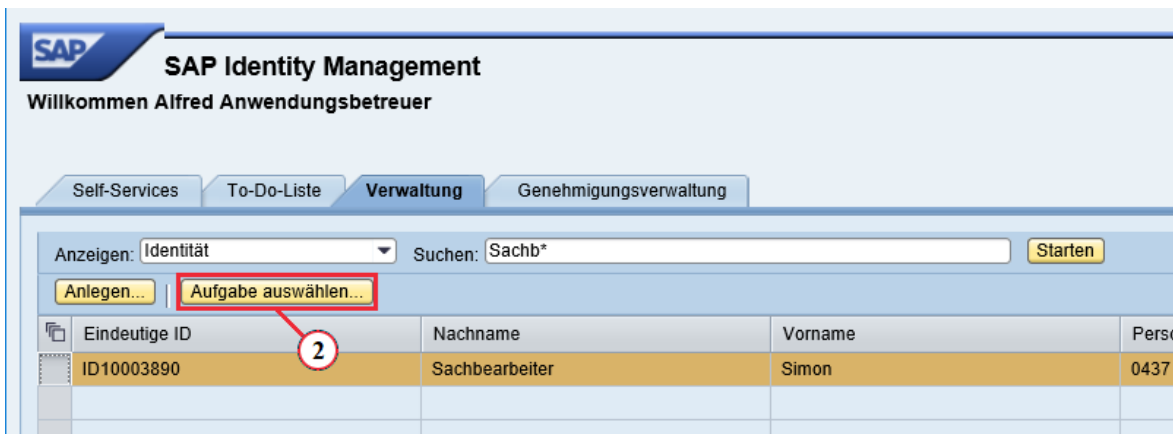 SAP
SAP Identity Management
Willkommen Alfred Anwendungsbetreuer
Self-Services To-Do-Liste Verwaltung Genehmigungsverwaltung
Anzeigen: Identität Suchen: Sachb* Starten
Anlegen... Aufgabe auswählen...
Eindeutige ID Nachname Vorname Perso
2
ID10003890 Sachbearbeiter Simon 0437